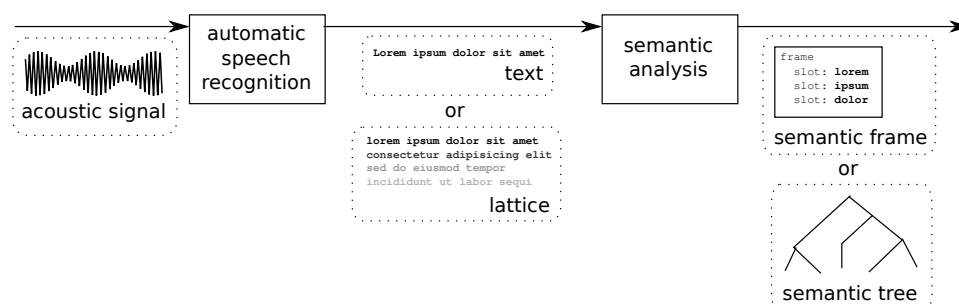 acoustic signal
automatic
speech
recognition
Lorem ipsum dolor sit amet
text
or
lorem ipsum dolor sit amet
consectetur adipisicing elit
sed do eiusmod tempor
incididunt ut labor sequi
lattice
semantic
analysis
frame
slot: lorem
slot: ipsum
slot: dolor
semantic frame
or
semantic tree